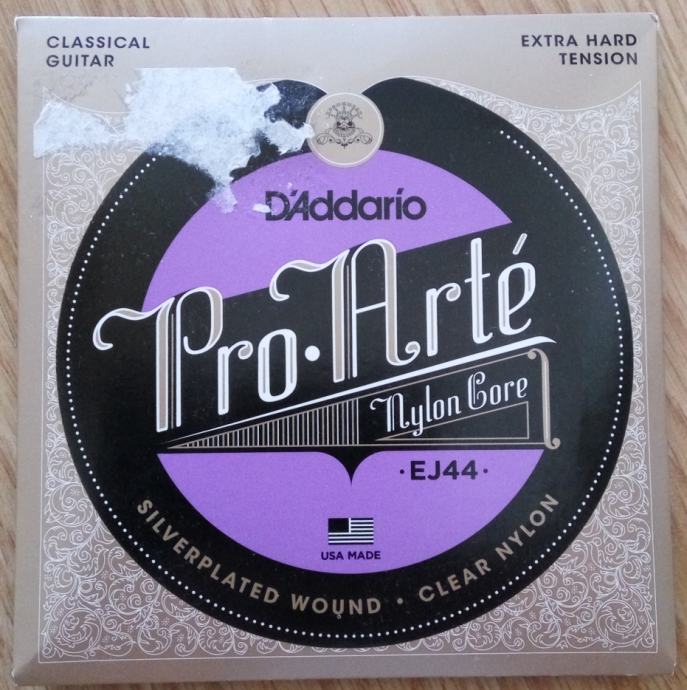 CLASSICAL
GUITAR
EXTRA HARD
TENSION
D'Addario
Pro·Arté
Nylon Core
·EJ44·
USA MADE
SILVERPLATED WOUND · CLEAR NYLON